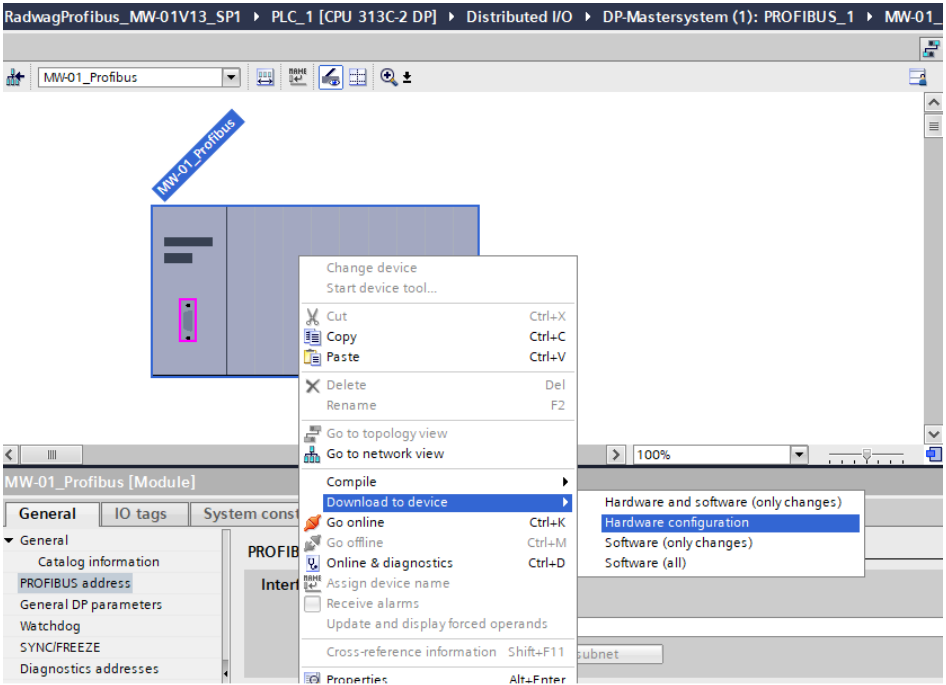 RadwagProfibus_MW-01V13_SP1 ▸ PLC_1 [CPU 313C-2 DP] ▸ Distributed I/O ▸ DP-Mastersystem (1): PROFIBUS_1 ▸ MW-01_
MW-01_Profibus
NAME
MW-01_Profibus
Change device
Start device tool...
Cut Ctrl+X
Copy Ctrl+C
Paste Ctrl+V
Delete Del
Rename F2
Go to topology view
Go to network view
100%
Compile
Download to device
Go online Ctrl+K
Go offline Ctrl+M
Online & diagnostics Ctrl+D
NAME
Assign device name
Receive alarms
Update and display forced operands
Cross-reference information Shift+F11
Properties Alt+Enter
Hardware and software (only changes)
Hardware configuration
Software (only changes)
Software (all)
MW-01_Profibus [Module]
General IO tags System const
General
Catalog information
PROFIBUS address
General DP parameters
Watchdog
SYNC/FREEZE
Diagnostics addresses
PROFIB
Interf
subnet